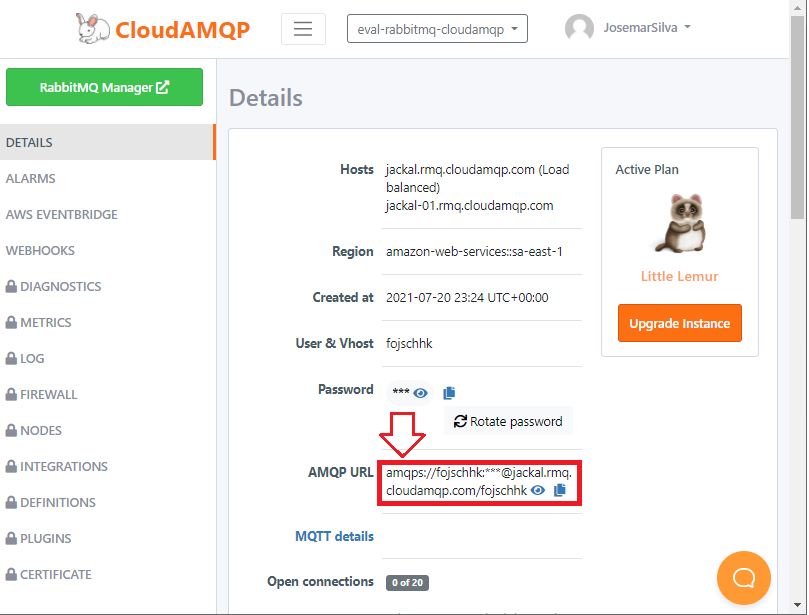 CloudAMQP
eval-rabbitmq-cloudamqp
JosemarSilva
RabbitMQ Manager
DETAILS
ALARMS
AWS EVENTBRIDGE
WEBHOOKS
DIAGNOSTICS
METRICS
LOG
FIREWALL
NODES
INTEGRATIONS
DEFINITIONS
PLUGINS
CERTIFICATE
Details
Hosts
jackal.rmq.cloudamqp.com (Load
balanced)
jackal-01.rmq.cloudamqp.com
Region
amazon-web-services::sa-east-1
Created at
2021-07-20 23:24 UTC+00:00
User & Vhost
fojschhk
Password
***
Rotate password
AMQP URL
amqps://fojschhk:***@jackal.rmq.
cloudamqp.com/fojschhk
MQTT details
Open connections
0 of 20
Active Plan
Little Lemur
Upgrade Instance